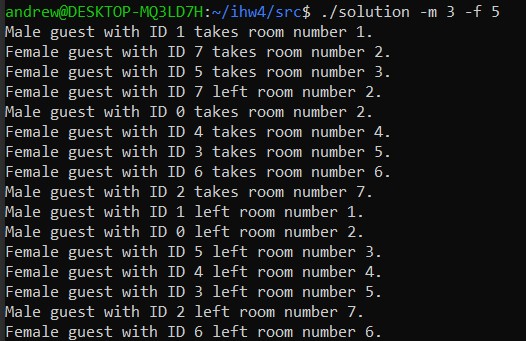 andrew@DESKTOP-MQ3LD7H:~/ihw4/src$ ./solution -m 3 -f 5
Male guest with ID 1 takes room number 1.
Female guest with ID 7 takes room number 2.
Female guest with ID 5 takes room number 3.
Female guest with ID 7 left room number 2.
Male guest with ID 0 takes room number 2.
Female guest with ID 4 takes room number 4.
Female guest with ID 3 takes room number 5.
Female guest with ID 6 takes room number 6.
Male guest with ID 2 takes room number 7.
Male guest with ID 1 left room number 1.
Male guest with ID 0 left room number 2.
Female guest with ID 5 left room number 3.
Female guest with ID 4 left room number 4.
Female guest with ID 3 left room number 5.
Male guest with ID 2 left room number 7.
Female guest with ID 6 left room number 6.